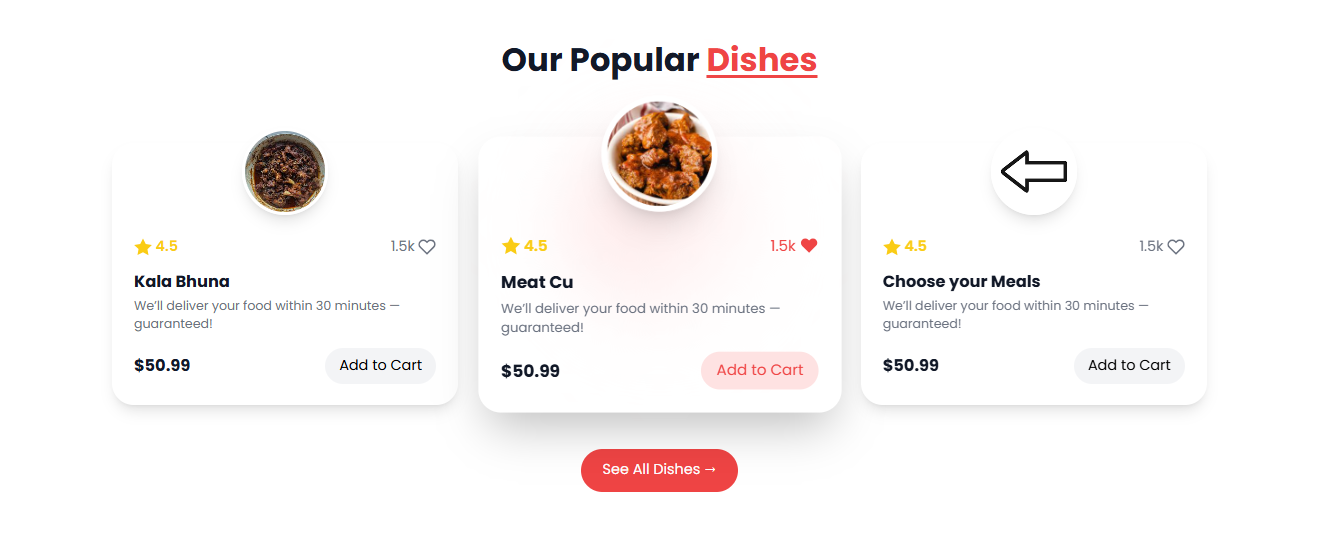 Our Popular Dishes
4.5
1.5k
Kala Bhuna
We'll deliver your food within 30 minutes —
guaranteed!
$50.99
Add to Cart
4.5
1.5k
Meat Cu
We'll deliver your food within 30 minutes —
guaranteed!
$50.99
Add to Cart
4.5
1.5k
Choose your Meals
We'll deliver your food within 30 minutes —
guaranteed!
$50.99
Add to Cart
See All Dishes →